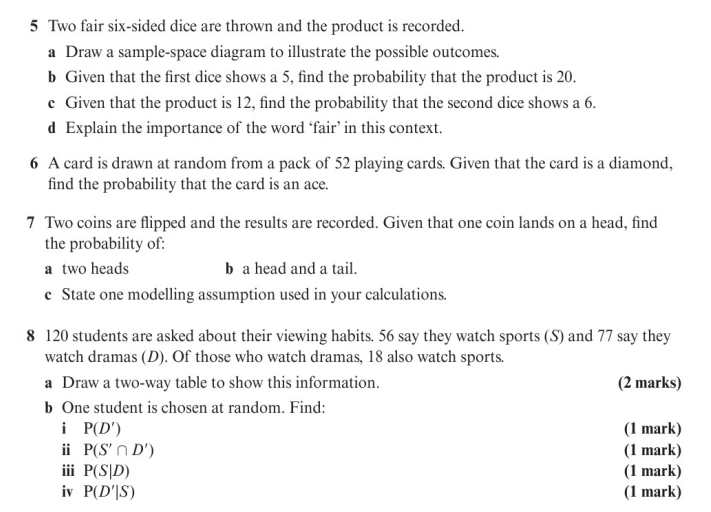 5 Two fair six-sided dice are thrown and the product is recorded.
a Draw a sample-space diagram to illustrate the possible outcomes.
b Given that the first dice shows a 5, find the probability that the product is 20.
c Given that the product is 12, find the probability that the second dice shows a 6.
d Explain the importance of the word ‘fair’ in this context.
6 A card is drawn at random from a pack of 52 playing cards. Given that the card is a diamond,
find the probability that the card is an ace.
7 Two coins are flipped and the results are recorded. Given that one coin lands on a head, find
the probability of:
a two heads b a head and a tail.
c State one modelling assumption used in your calculations.
8 120 students are asked about their viewing habits. 56 say they watch sports (S) and 77 say they
watch dramas (D). Of those who watch dramas, 18 also watch sports.
a Draw a two-way table to show this information. (2 marks)
b One student is chosen at random. Find:
i P(D′) (1 mark)
ii P(S′ ∩ D′) (1 mark)
iii P(S|D) (1 mark)
iv P(D′|S) (1 mark)